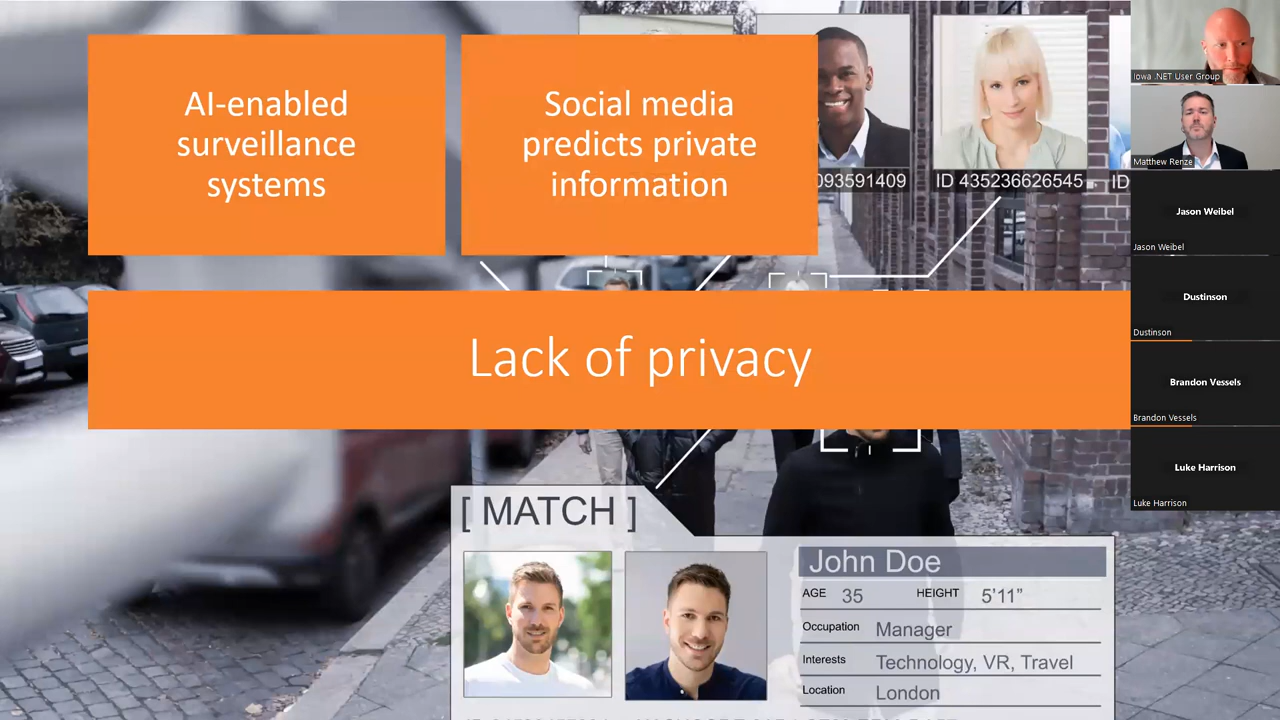 AI-enabled
surveillance
systems
Social media
predicts private
information
093591409
ID 435236626545
ID
Lack of privacy
[ MATCH ]
John Doe
AGE 35 HEIGHT 5'11"
Occupation Manager
Interests Technology, VR, Travel
Location London
Iowa .NET User Group
Matthew Renze
Jason Weibel
Jason Weibel
Dustinson
Dustinson
Brandon Vessels
Brandon Vessels
Luke Harrison
Luke Harrison